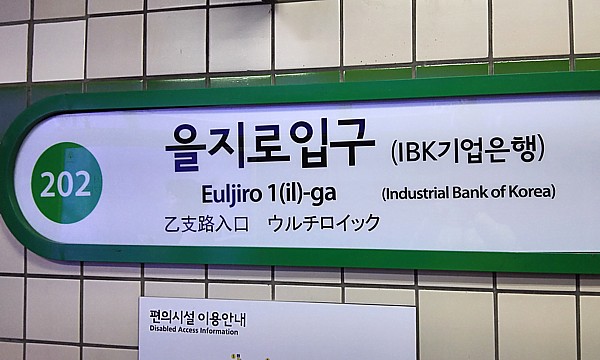 202
을지로입구 (IBK기업은행)
Euljiro 1(il)-ga (Industrial Bank of Korea)
乙支路入口 ウルチロイック
편의시설 이용안내
Disabled Access Information